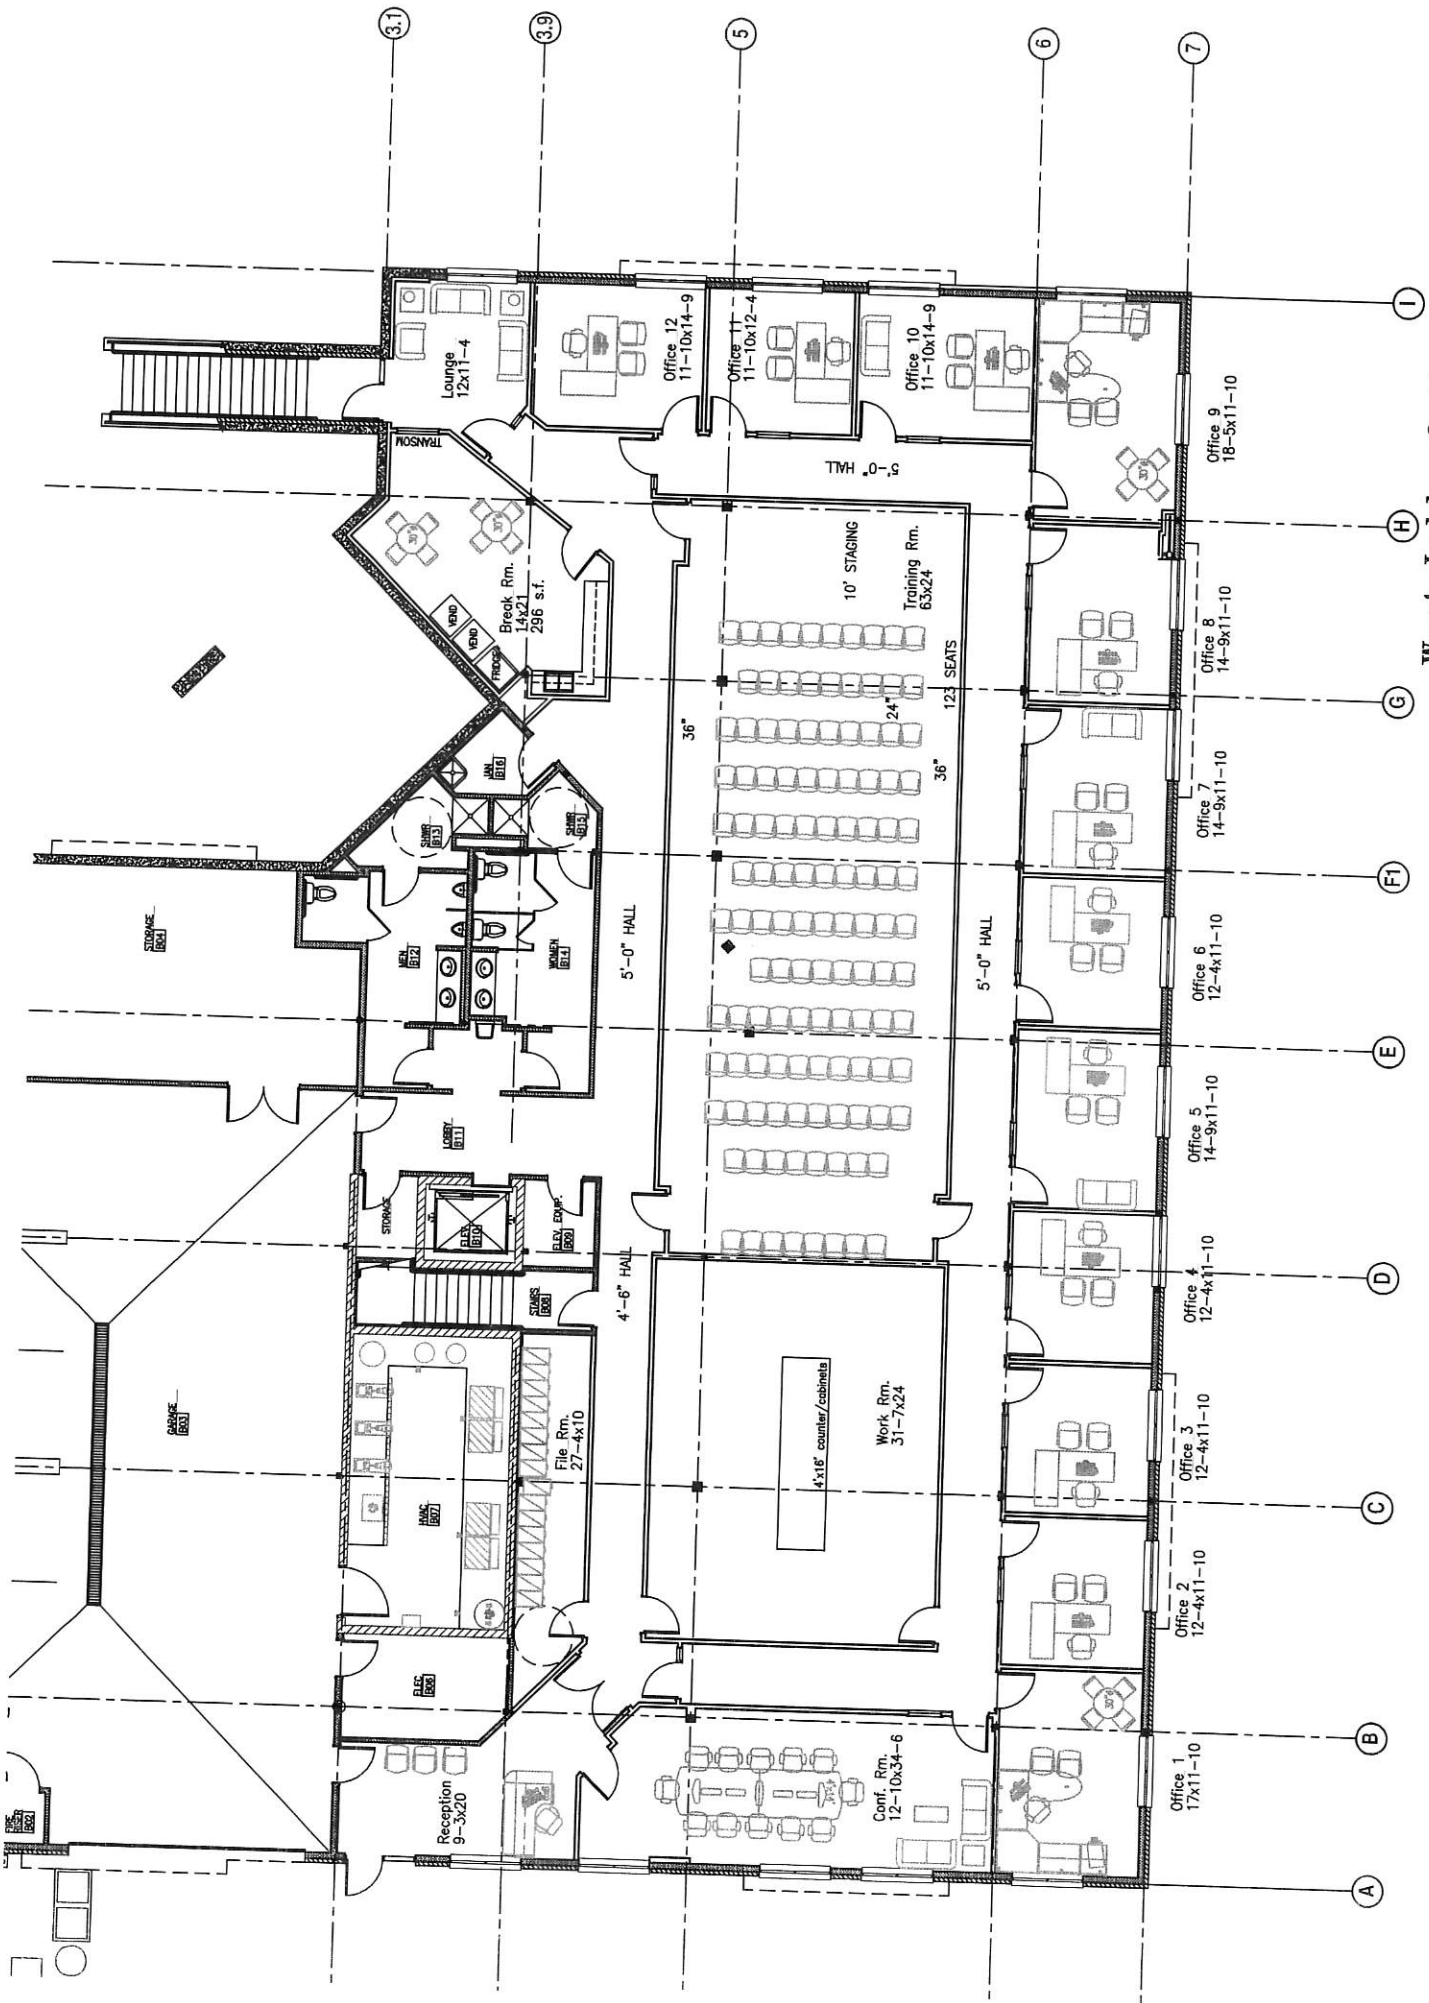 3.1
3.9
5
6
7
Lounge
12x11-4
TRANSOM
Office 12
11-10x14-9
Office 11
11-10x12-4
Office 10
11-10x14-9
5'-0" HALL
Office 9
18-5x11-10
30"ø
I
30"ø
30"ø
Break Rm.
14x21
296 s.f.
VEND
VEND
FRIDGE
10' STAGING
Training Rm.
63x24
123 SEATS
36"
24"
36"
H
Office 8
14-9x11-10
G
Office 7
14-9x11-10
JAN
B16
SHWR
B13
SHWR
B15
STORAGE
B04
MEN
B12
WOMEN
B14
5'-0" HALL
5'-0" HALL
F1
Office 6
12-4x11-10
E
Office 5
14-9x11-10
LOBBY
B11
STORAGE
ELEV.
B10
ELEV. EQUIP.
B09
D
Office 4
12-4x11-10
STAIRS
B08
4'-6" HALL
GARAGE
B03
HVAC
B07
File Rm.
27-4x10
4'x16' counter/cabinets
Work Rm.
31-7x24
Office 3
12-4x11-10
C
Office 2
12-4x11-10
ELEC
B06
30"ø
B
Office 1
17x11-10
FIRE
RISER
B02
Reception
9-3x20
Conf. Rm.
12-10x34-6
A